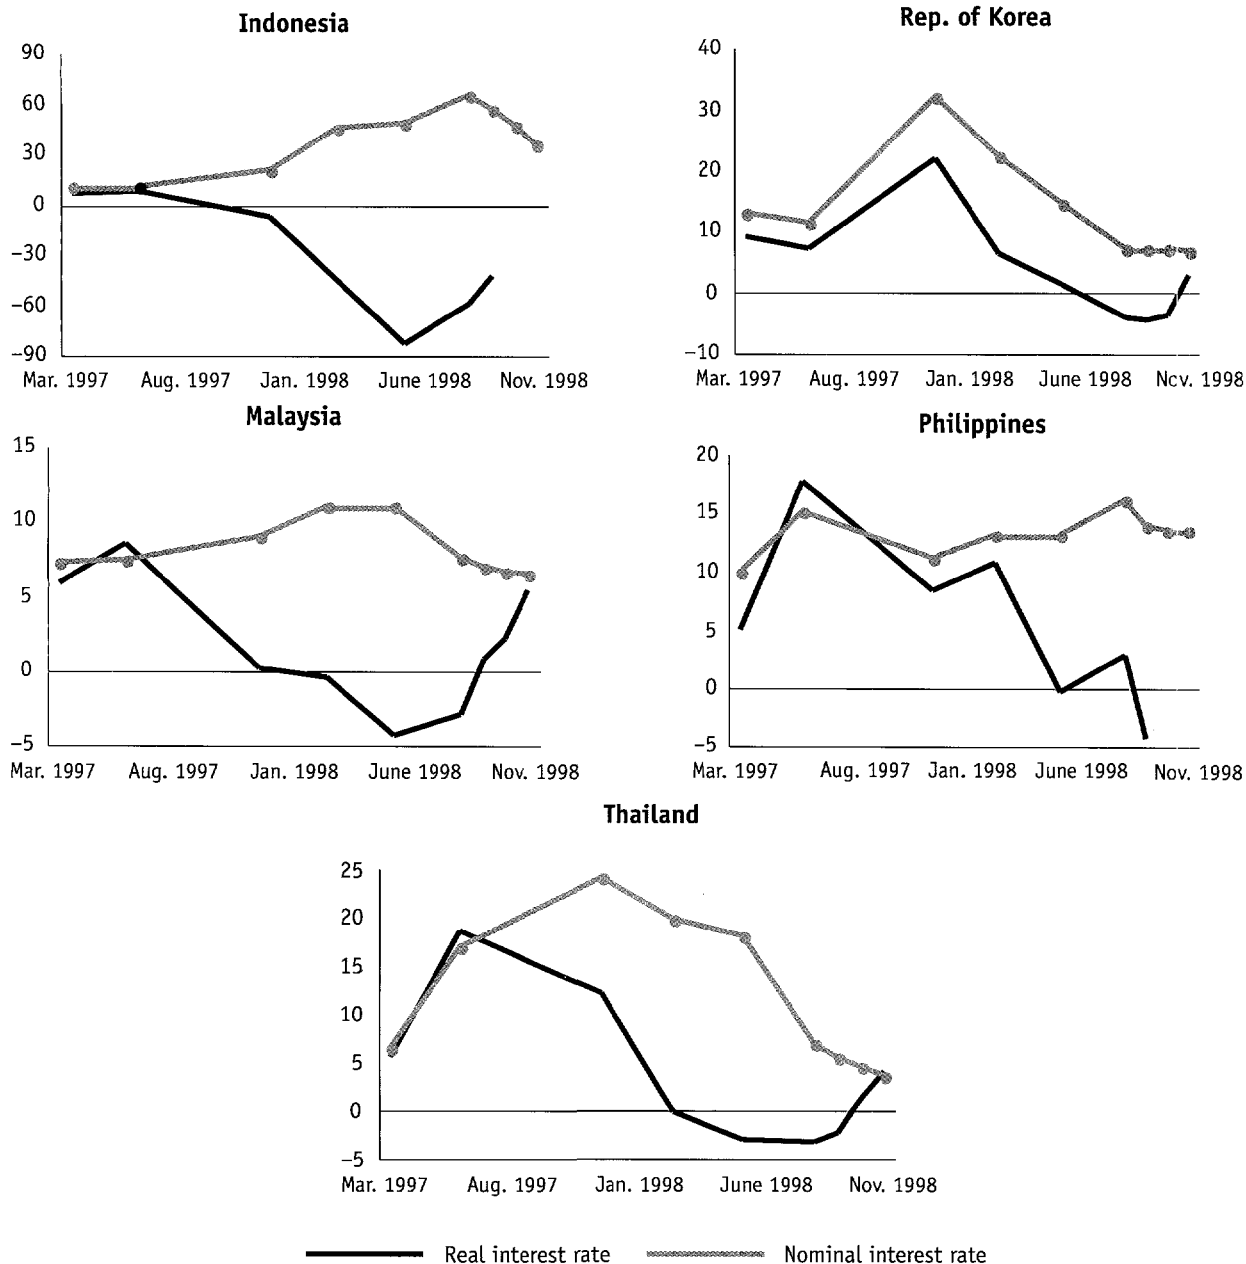 Indonesia
90
60
30
0
−30
−60
−90
Mar. 1997 Aug. 1997 Jan. 1998 June 1998 Nov. 1998
Rep. of Korea
40
30
20
10
0
−10
Mar. 1997 Aug. 1997 Jan. 1998 June 1998 Nov. 1998
Malaysia
15
10
5
0
−5
Mar. 1997 Aug. 1997 Jan. 1998 June 1998 Nov. 1998
Philippines
20
15
10
5
0
−5
Mar. 1997 Aug. 1997 Jan. 1998 June 1998 Nov. 1998
Thailand
25
20
15
10
5
0
−5
Mar. 1997 Aug. 1997 Jan. 1998 June 1998 Nov. 1998
Real interest rate Nominal interest rate